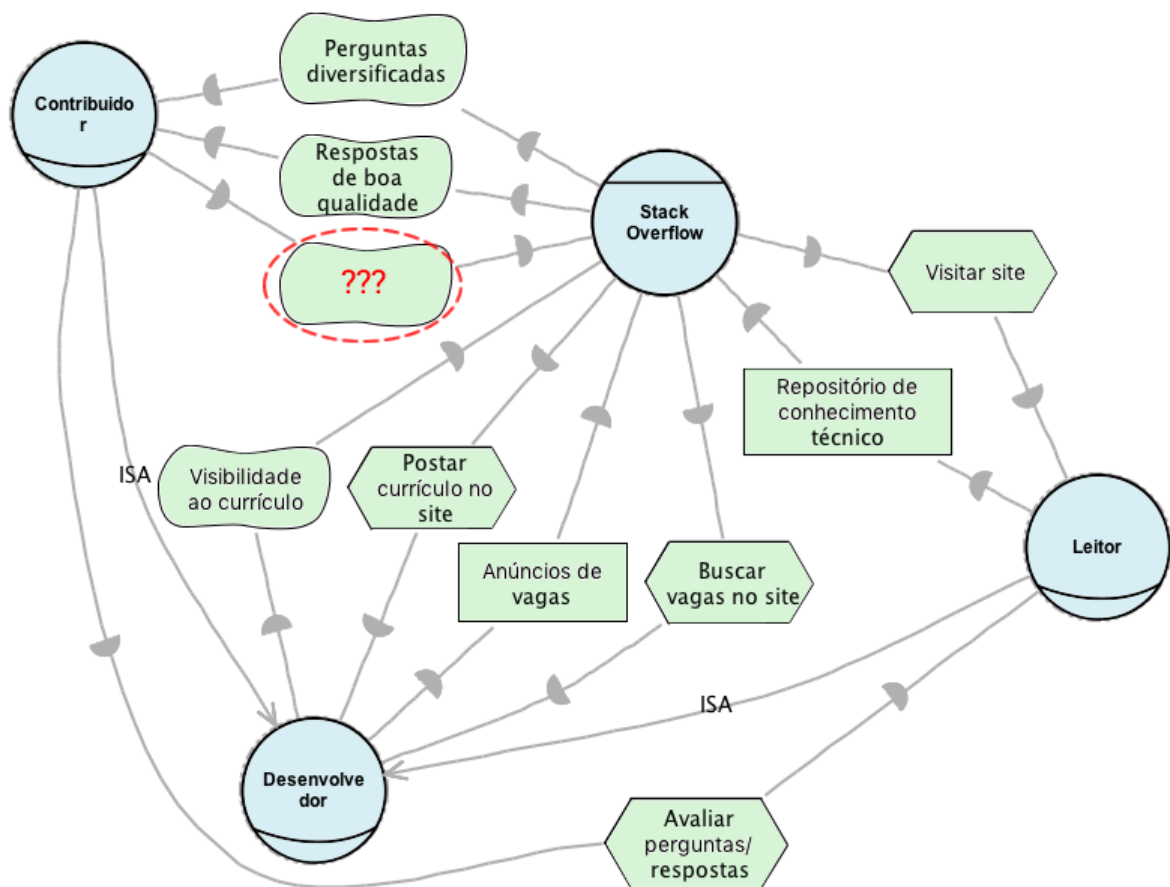 Perguntas
diversificadas
Contribuido
r
Respostas
de boa
qualidade
Stack
Overflow
???
Visitar site
Repositório de
conhecimento
técnico
ISA
Visibilidade
ao currículo
Postar
currículo no
site
Anúncios de
vagas
Buscar
vagas no site
Leitor
ISA
Desenvolve
dor
Avaliar
perguntas/
respostas